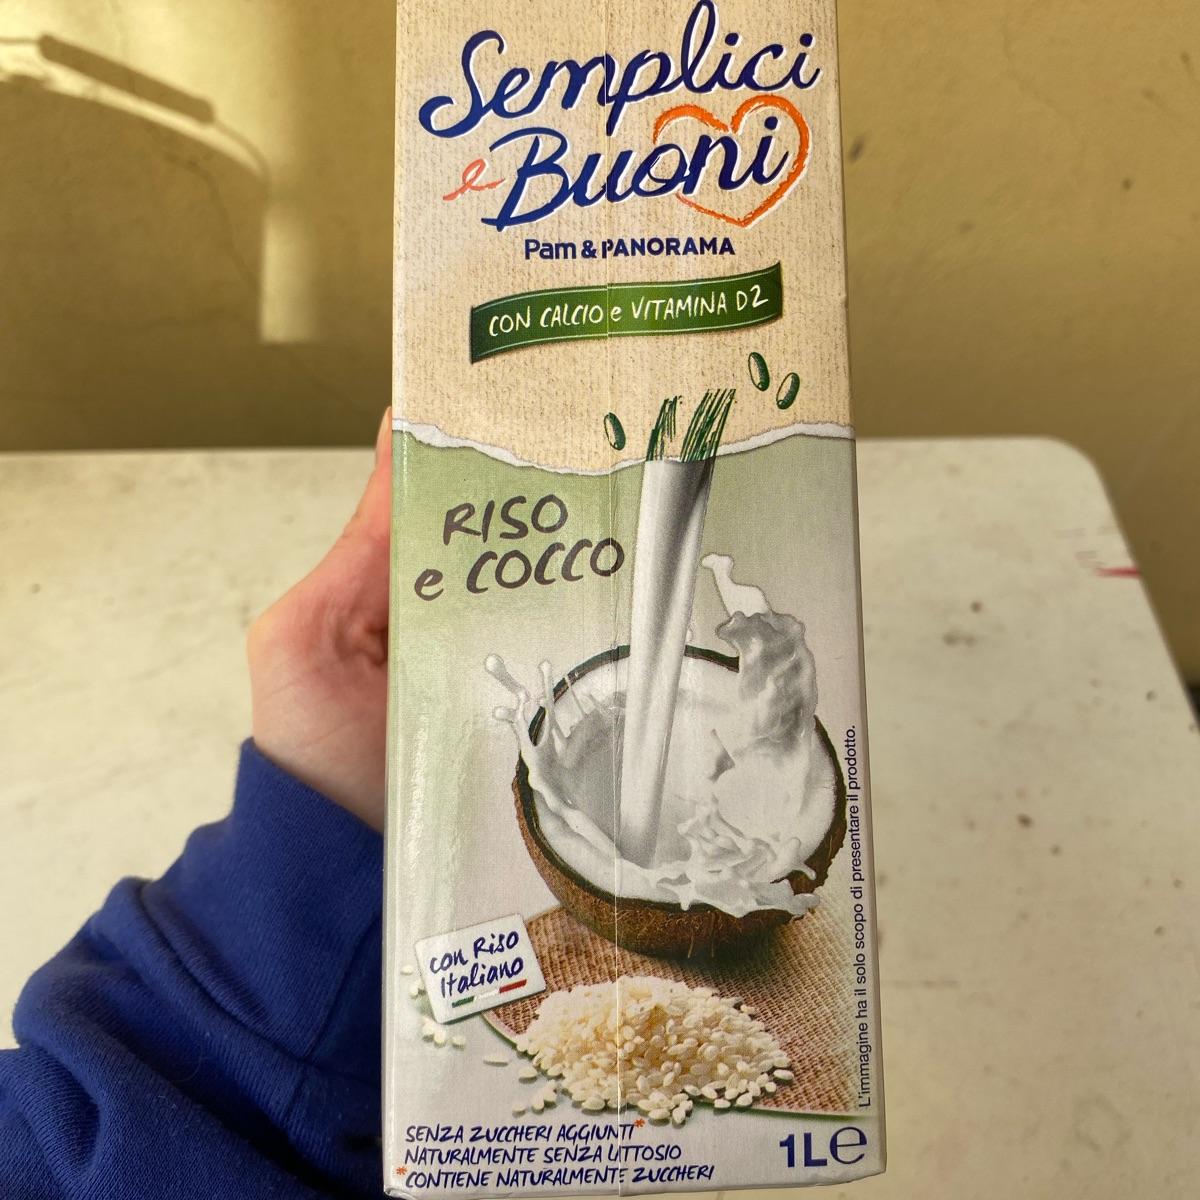 Semplici
e Buoni
Pam & PANORAMA
CON CALCIO e VITAMINA D2
RISO
e COCCO
con Riso
Italiano
L'immagine ha il solo scopo di presentare il prodotto.
SENZA ZUCCHERI AGGIUNTI*
NATURALMENTE SENZA LATTOSIO
*CONTIENE NATURALMENTE ZUCCHERI
1L e